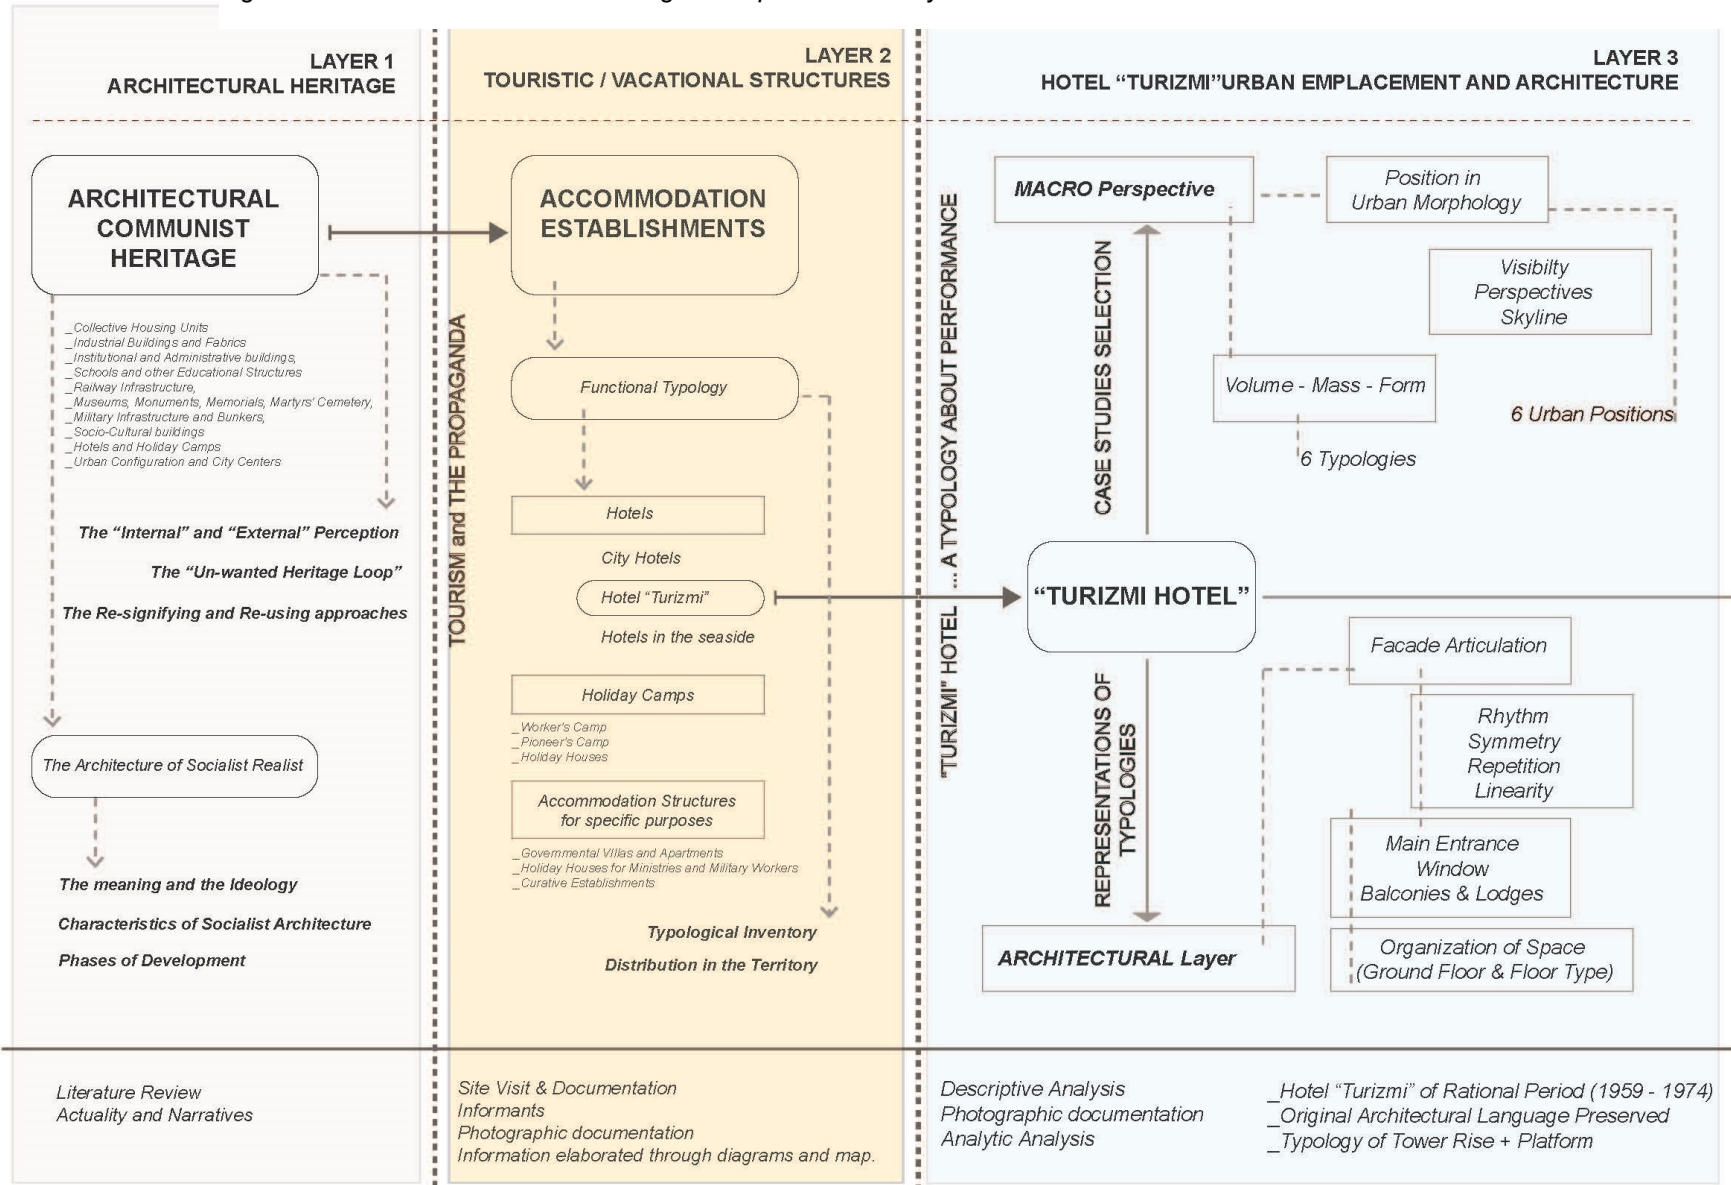 LAYER 1
ARCHITECTURAL HERITAGE
ARCHITECTURAL
COMMUNIST
HERITAGE
_Collective Housing Units
_Industrial Buildings and Fabrics
_Institutional and Administrative buildings,
_Schools and other Educational Structures
_Railway Infrastructure,
_Museums, Monuments, Memorials, Martyrs' Cemetery,
_Military Infrastructure and Bunkers,
_Socio-Cultural buildings
_Hotels and Holiday Camps
_Urban Configuration and City Centers
The “Internal” and “External” Perception
The “Un-wanted Heritage Loop”
The Re-signifying and Re-using approaches
The Architecture of Socialist Realist
The meaning and the Ideology
Characteristics of Socialist Architecture
Phases of Development
Literature Review
Actuality and Narratives
TOURISM and THE PROPAGANDA
LAYER 2
TOURISTIC / VACATIONAL STRUCTURES
ACCOMMODATION
ESTABLISHMENTS
Functional Typology
Hotels
City Hotels
Hotel “Turizmi”
Hotels in the seaside
Holiday Camps
_Worker's Camp
_Pioneer's Camp
_Holiday Houses
Accommodation Structures
for specific purposes
_Governmental Villas and Apartments
_Holiday Houses for Ministries and Military Workers
_Curative Establishments
Typological Inventory
Distribution in the Territory
Site Visit & Documentation
Informants
Photographic documentation
Information elaborated through diagrams and map.
"TURIZMI" HOTEL ... A TYPOLOGY ABOUT PERFORMANCE
LAYER 3
HOTEL “TURIZMI”URBAN EMPLACEMENT AND ARCHITECTURE
MACRO Perspective
Position in
Urban Morphology
Visibilty
Perspectives
Skyline
Volume - Mass - Form
6 Urban Positions
6 Typologies
CASE STUDIES SELECTION
“TURIZMI HOTEL”
REPRESENTATIONS OF
TYPOLOGIES
Facade Articulation
Rhythm
Symmetry
Repetition
Linearity
Main Entrance
Window
Balconies & Lodges
ARCHITECTURAL Layer
Organization of Space
(Ground Floor & Floor Type)
Descriptive Analysis
Photographic documentation
Analytic Analysis
_Hotel “Turizmi” of Rational Period (1959 - 1974)
_Original Architectural Language Preserved
_Typology of Tower Rise + Platform